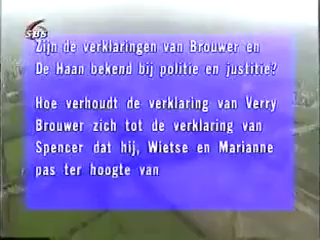 SBS
Zijn de verklaringen van Brouwer en
De Haan bekend bij politie en justitie?
Hoe verhoudt de verklaring van Verry
Brouwer zich tot de verklaring van
Spencer dat hij, Wietse en Marianne
pas ter hoogte van